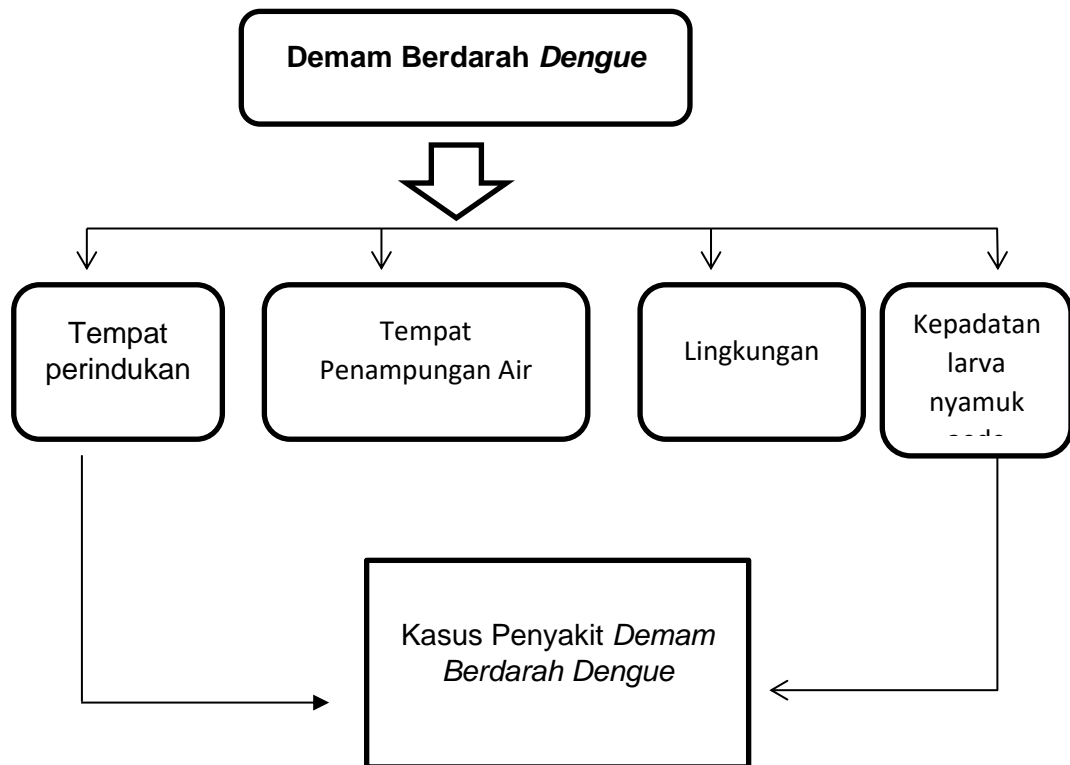 Demam Berdarah Dengue
Tempat
perindukan
Tempat
Penampungan Air
Lingkungan
Kepadatan
larva
nyamuk
Kasus Penyakit Demam
Berdarah Dengue